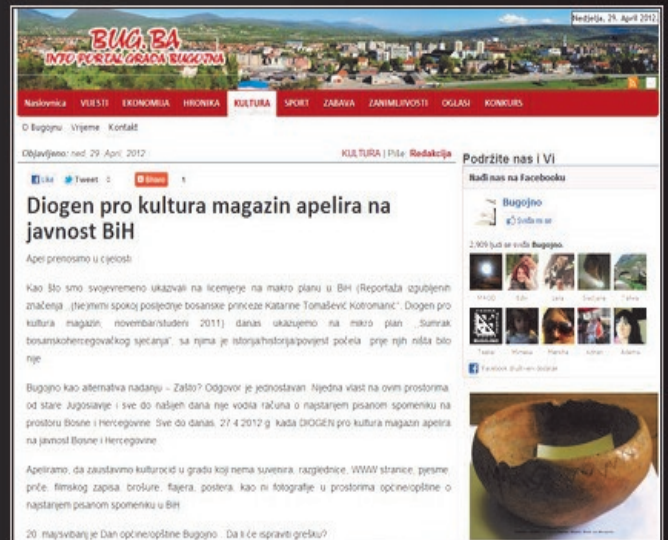 Nedjelja, 29. April 2012.
BUG.BA
INFO PORTAL GRADA BUGOJNA
Naslovnica VIJESTI EKONOMIJA HRONIKA KULTURA SPORT ZABAVA ZANIMLJIVOSTI OGLASI KONKURS
O Bugojnu Vrijeme Kontakt
Objavljeno: ned. 29. April. 2012
KULTURA | Piše: Redakcija
Like Tweet 0 Share 1
Diogen pro kultura magazin apelira na
javnost BiH
Apel prenosimo u cijelosti
Kao što smo svojevremeno ukazivali na licemjerje na makro planu u BiH (Reportaža izgubljenih
značenja „(Ne)mirni spokoj posljednje bosanske princeze Katarine Tomašević Kotromanić“, Diogen pro
kultura magazin, novembar/studeni 2011) danas ukazujemo na mikro plan „Sumrak
bosanskohercegovačkog sjećanja“, sa njima je istorija/historija/povijest počela prije njih ništa bilo
nije
Bugojno kao alternativa nadanju – Zašto? Odgovor je jednostavan. Nijedna vlast na ovim prostorima
od stare Jugoslavije i sve do našijeh dana nije vodila računa o najstarijem pisanom spomeniku na
prostoru Bosne i Hercegovine. Sve do danas, 27.4.2012.g. kada DIOGEN pro kultura magazin apelira
na javnost Bosne i Hercegovine
Apeliramo, da zaustavimo kulturocid u gradu koji nema suvenira, razglednice, WWW stranice, pjesme,
priče, filmskog zapisa, brošure, flajera, postera, kao ni fotografije u prostorima općine/opštine o
najstarijem pisanom spomeniku u BiH
20. maj/svibanj je Dan općine/opštine Bugojno . Da li će ispraviti grešku?
Podržite nas i Vi
Nađi nas na Facebooku
Bugojno
Sviđa mi se
2,909 ljudi se sviđa Bugojno.
Edin Lana Svetlana
Mimesa Adnan Adema
Facebook društveni dodatak